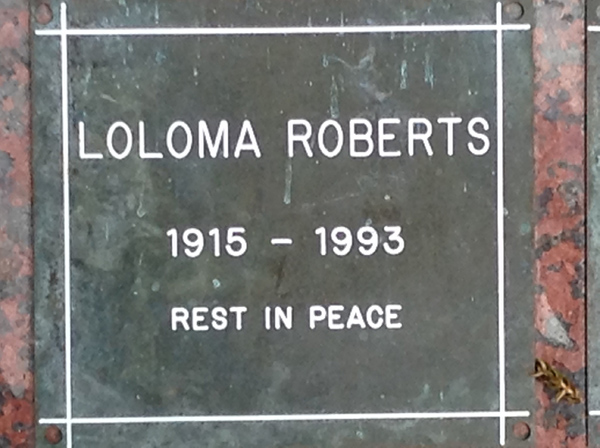 LOLOMA ROBERTS
1915 – 1993
REST IN PEACE